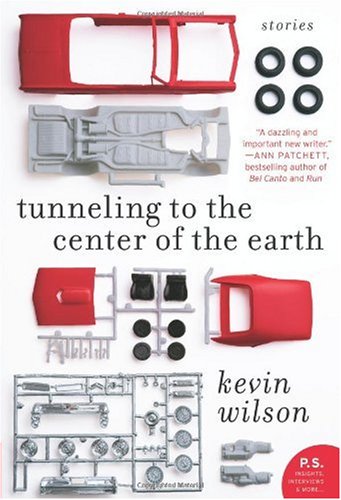 stories
"A dazzling and
important new writer."
—ANN PATCHETT,
bestselling author of
Bel Canto and Run
tunneling to the
center of the earth
kevin
wilson
P.S.
INSIGHTS,
INTERVIEWS
& MORE...